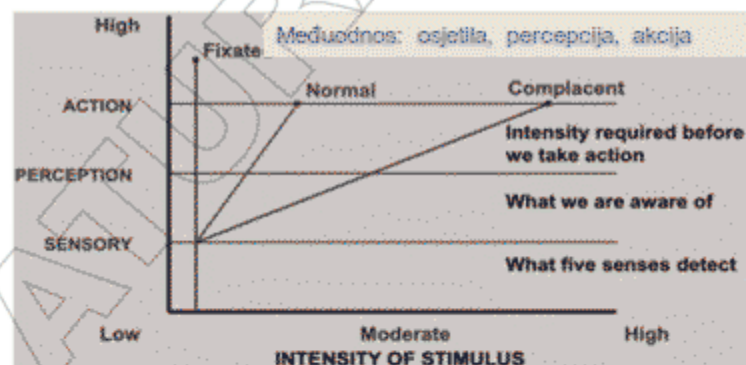 High
Međuodnos: osjetila, percepcija, akcija
Fixate
Normal
Complacent
ACTION
Intensity required before
we take action
PERCEPTION
What we are aware of
SENSORY
What five senses detect
Low
Moderate
High
INTENSITY OF STIMULUS